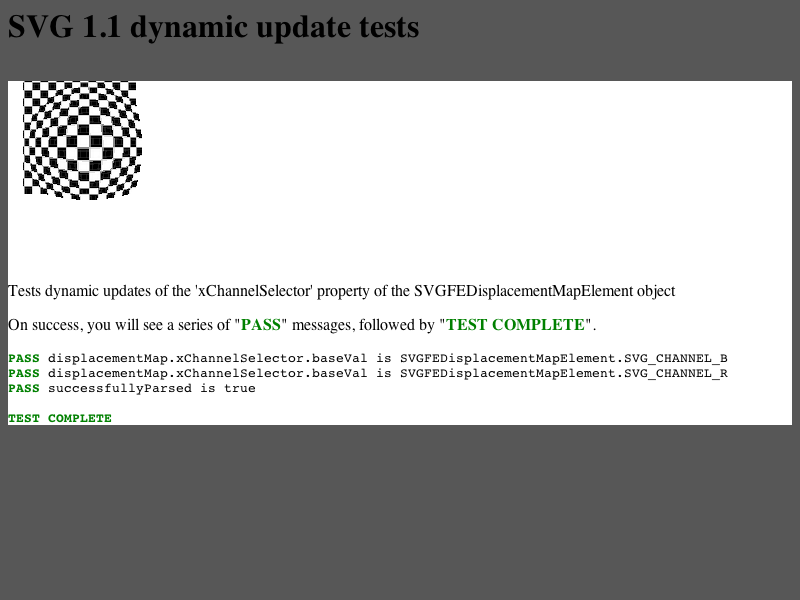 SVG 1.1 dynamic update tests
Tests dynamic updates of the 'xChannelSelector' property of the SVGFEDisplacementMapElement object
On success, you will see a series of "PASS" messages, followed by "TEST COMPLETE".
PASS displacementMap.xChannelSelector.baseVal is SVGFEDisplacementMapElement.SVG_CHANNEL_B
PASS displacementMap.xChannelSelector.baseVal is SVGFEDisplacementMapElement.SVG_CHANNEL_R
PASS successfullyParsed is true
TEST COMPLETE